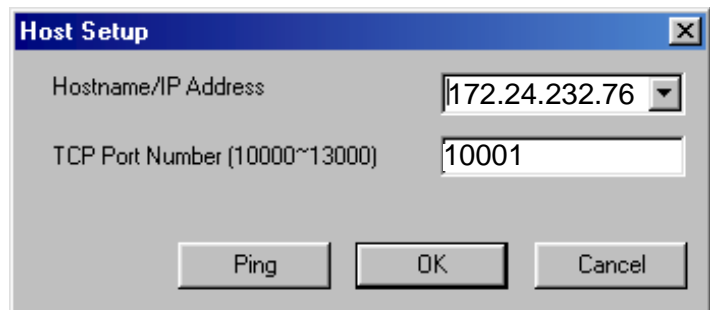 Host Setup
Hostname/IP Address 172.24.232.76
TCP Port Number (10000~13000) 10001
Ping OK Cancel